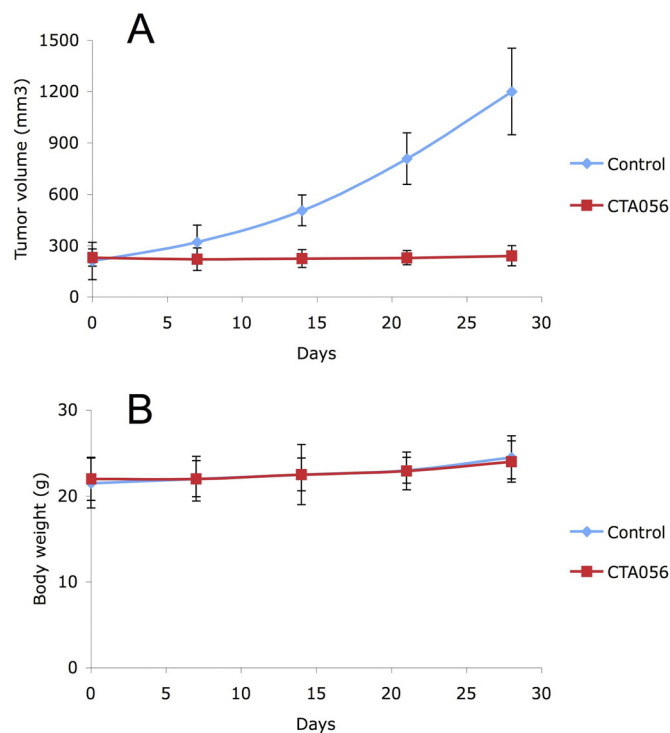 A
Tumor volume (mm3)
1500
1200
900
600
300
0
0 5 10 15 20 25 30
Days
Control
CTA056
B
Body weight (g)
30
20
10
0
0 5 10 15 20 25 30
Days
Control
CTA056